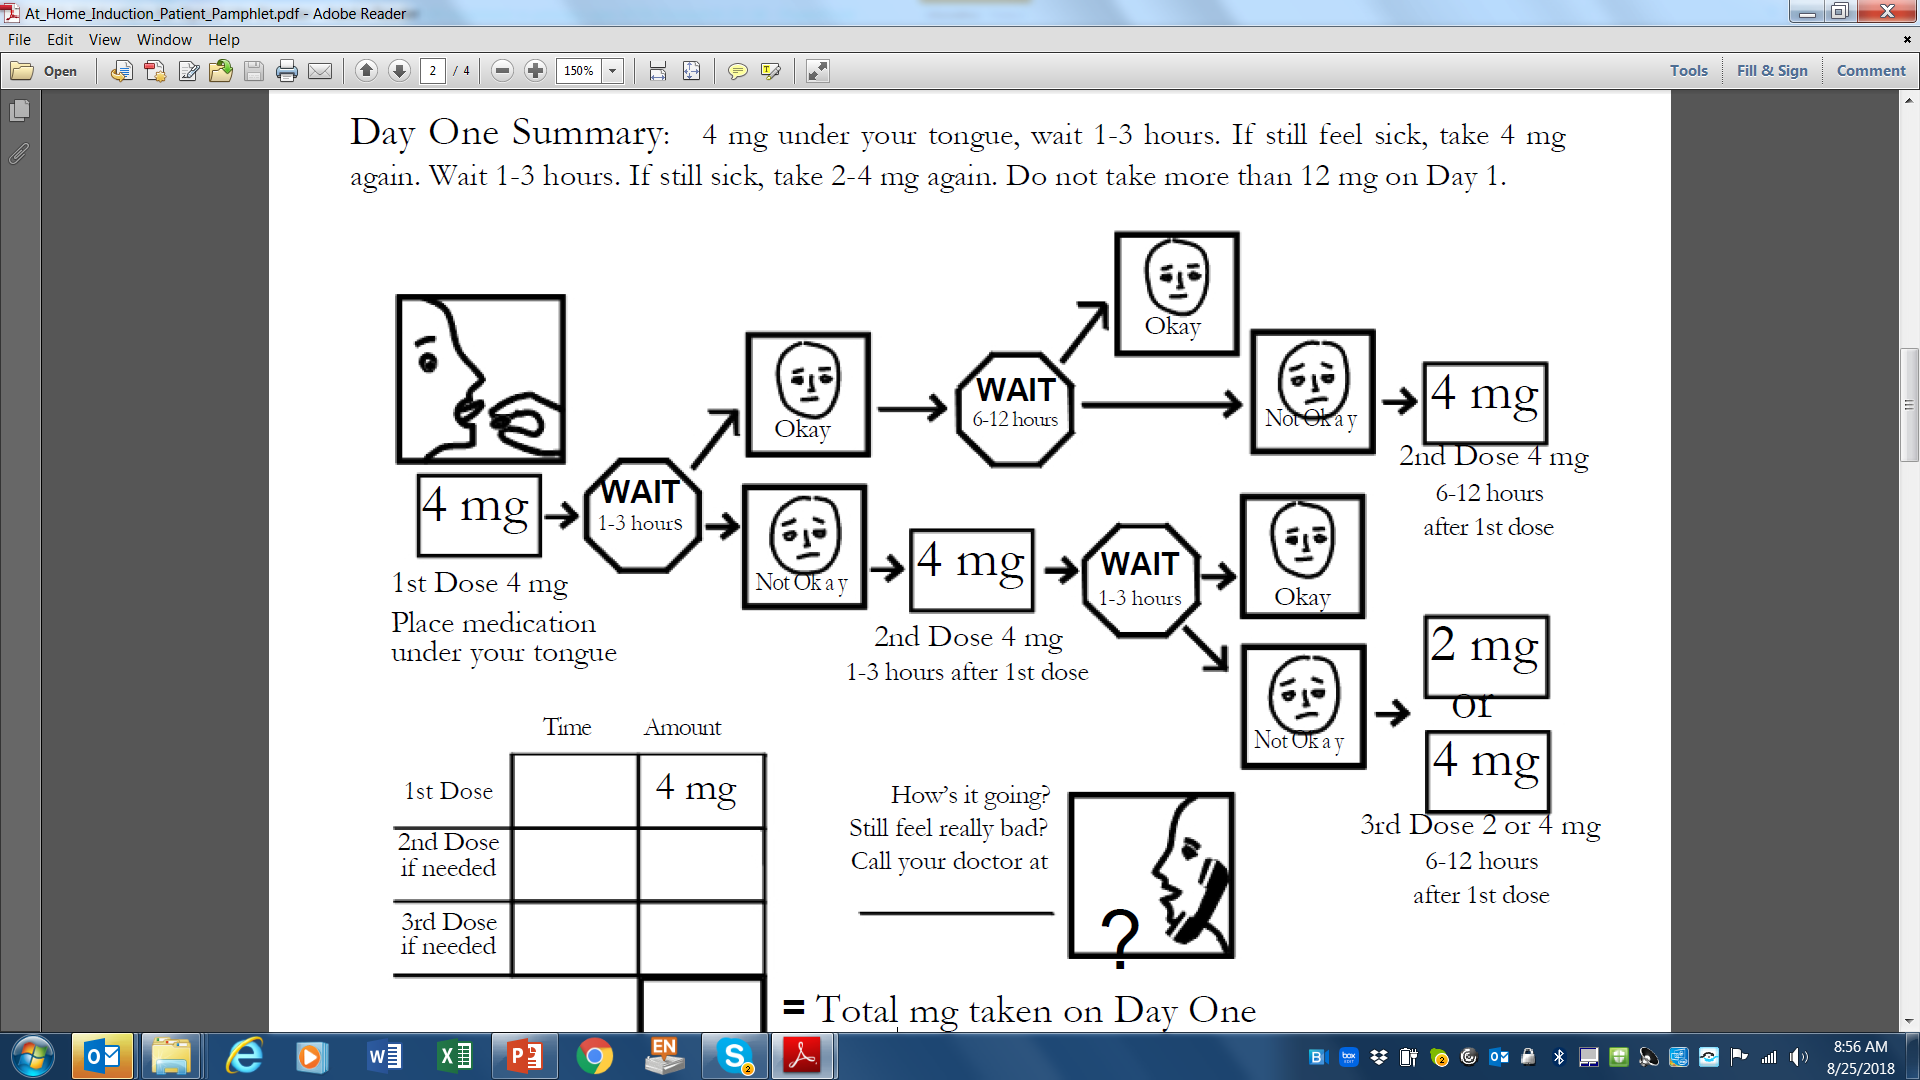 At_Home_Induction_Patient_Pamphlet.pdf - Adobe Reader
File Edit View Window Help
Open 2 / 4 150% Tools Fill & Sign Comment
Day One Summary: 4 mg under your tongue, wait 1-3 hours. If still feel sick, take 4 mg
again. Wait 1-3 hours. If still sick, take 2-4 mg again. Do not take more than 12 mg on Day 1.
4 mg
1st Dose 4 mg
Place medication
under your tongue
WAIT
1-3 hours
Okay
WAIT
6-12 hours
Okay
Not Okay
4 mg
2nd Dose 4 mg
6-12 hours
after 1st dose
Not Okay
4 mg
2nd Dose 4 mg
1-3 hours after 1st dose
WAIT
1-3 hours
Okay
Not Okay
2 mg
or
4 mg
3rd Dose 2 or 4 mg
6-12 hours
after 1st dose
Time Amount
1st Dose 4 mg
2nd Dose
if needed
3rd Dose
if needed
= Total mg taken on Day One
How's it going?
Still feel really bad?
Call your doctor at
?
EN
8:56 AM
8/25/2018